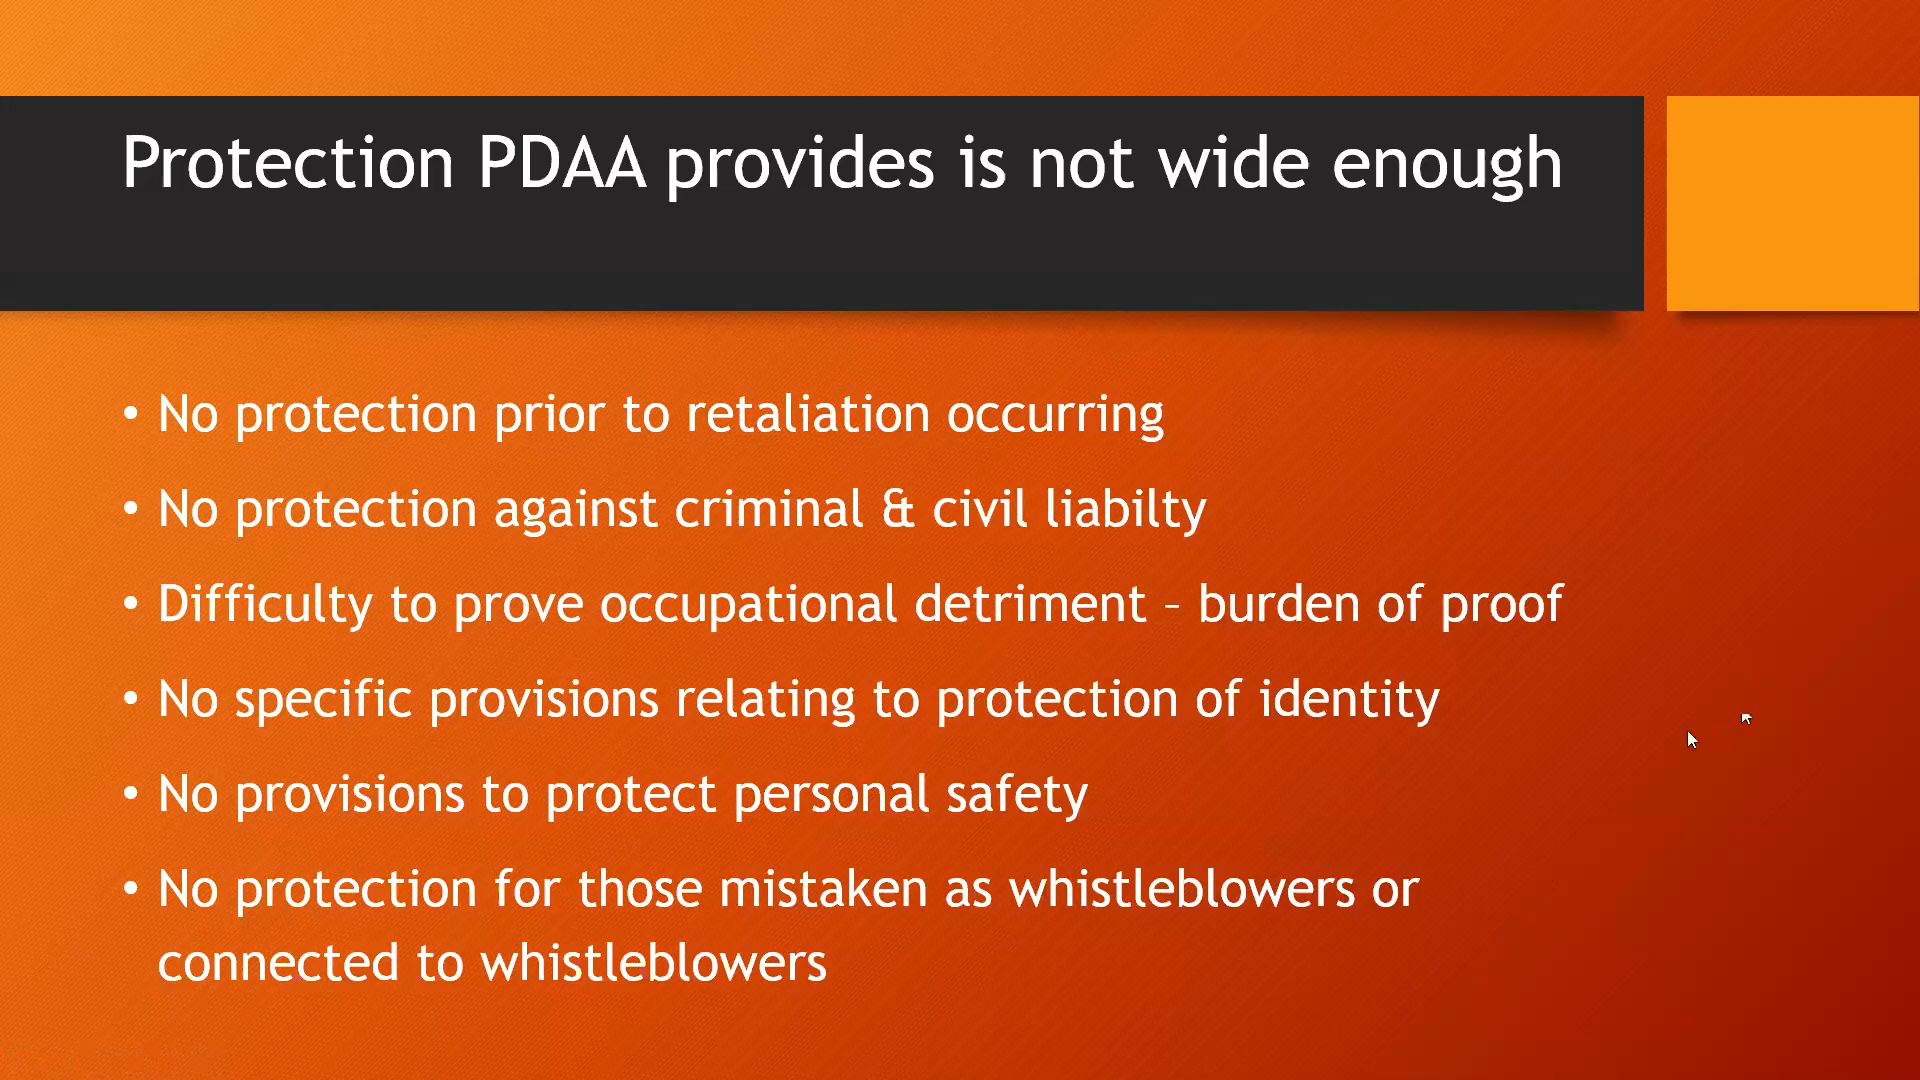 Protection PDAA provides is not wide enough
• No protection prior to retaliation occurring
• No protection against criminal & civil liabilty
• Difficulty to prove occupational detriment – burden of proof
• No specific provisions relating to protection of identity
• No provisions to protect personal safety
• No protection for those mistaken as whistleblowers or
connected to whistleblowers